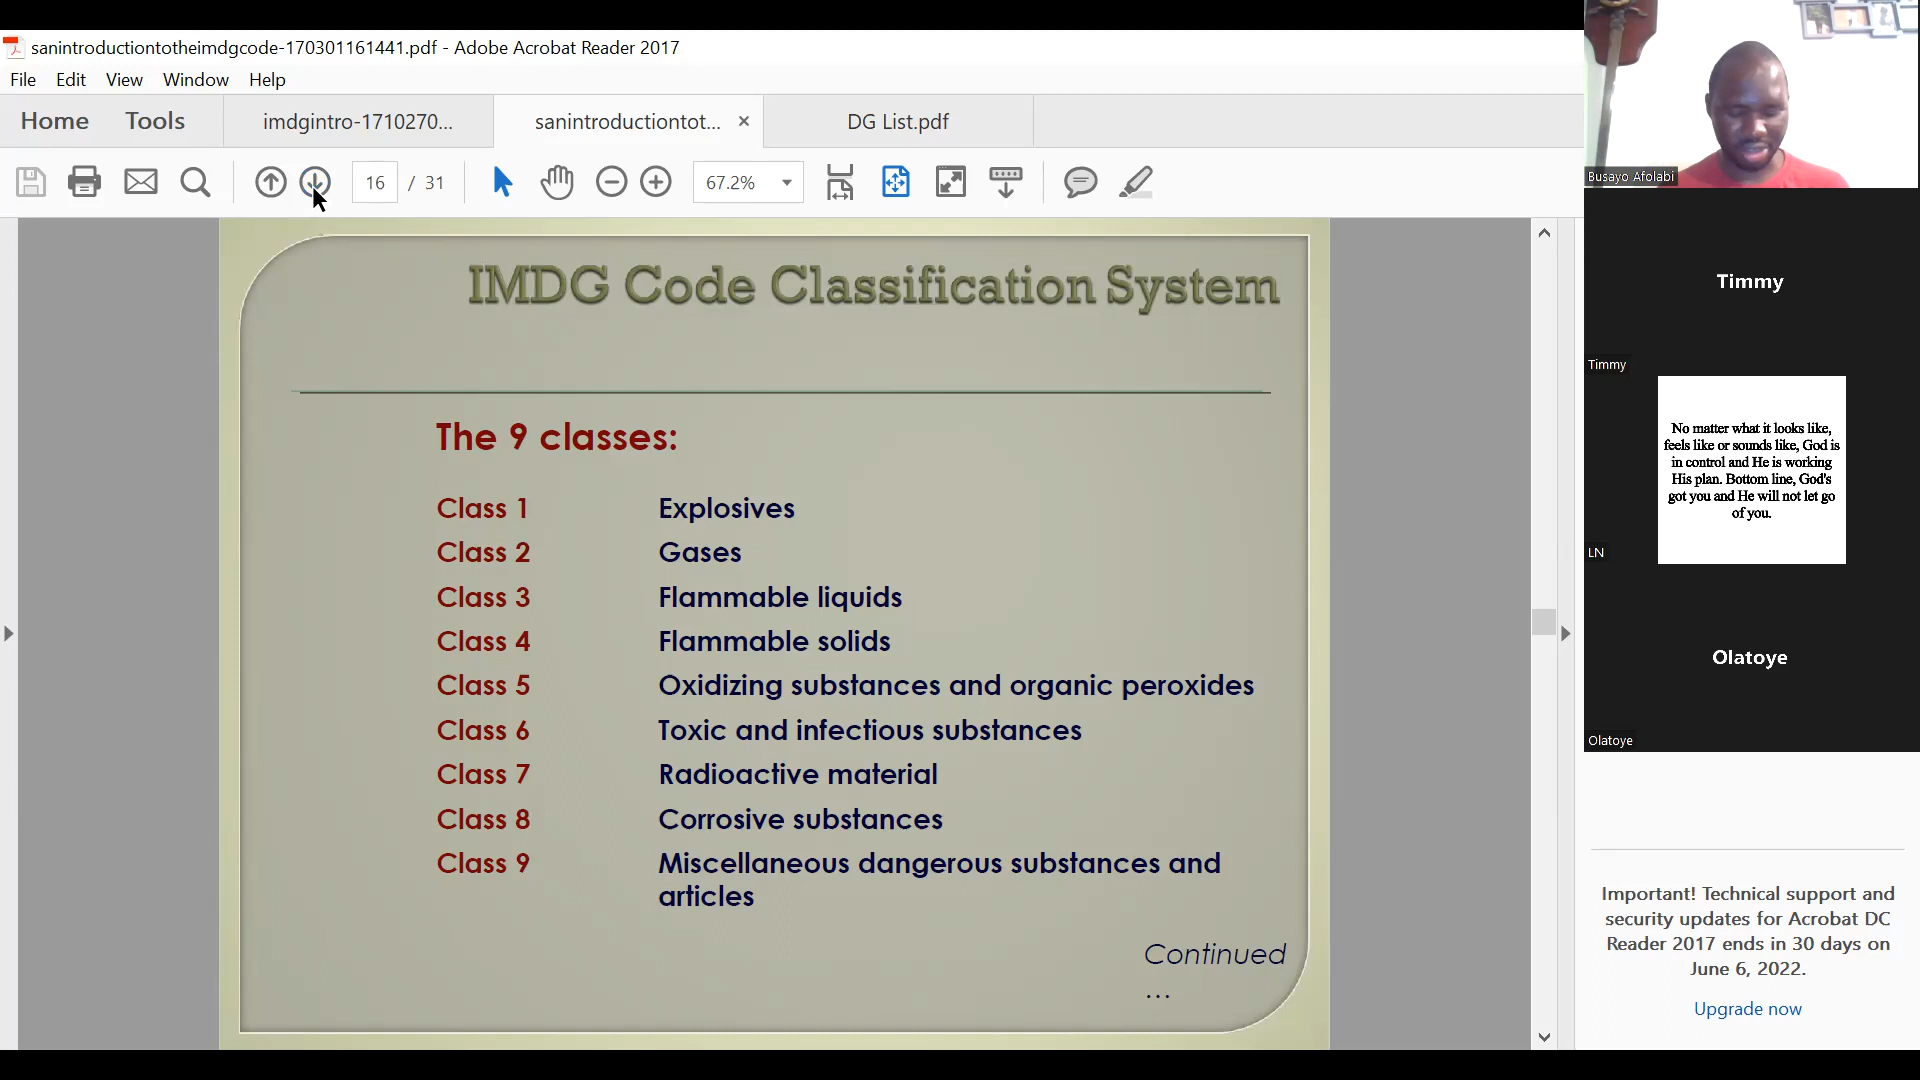 sanintroductiontotheimdgcode-170301161441.pdf - Adobe Acrobat Reader 2017
File Edit View Window Help
Home Tools imdgintro-1710270... sanintroductiontot... × DG List.pdf
16 / 31 67.2%
IMDG Code Classification System
The 9 classes:
Class 1 Explosives
Class 2 Gases
Class 3 Flammable liquids
Class 4 Flammable solids
Class 5 Oxidizing substances and organic peroxides
Class 6 Toxic and infectious substances
Class 7 Radioactive material
Class 8 Corrosive substances
Class 9 Miscellaneous dangerous substances and
articles
Continued
...
Busayo Afolabi
Timmy
Timmy
No matter what it looks like,
feels like or sounds like, God is
in control and He is working
His plan. Bottom line, God's
got you and He will not let go
of you.
LN
Olatoye
Olatoye
Important! Technical support and
security updates for Acrobat DC
Reader 2017 ends in 30 days on
June 6, 2022.
Upgrade now